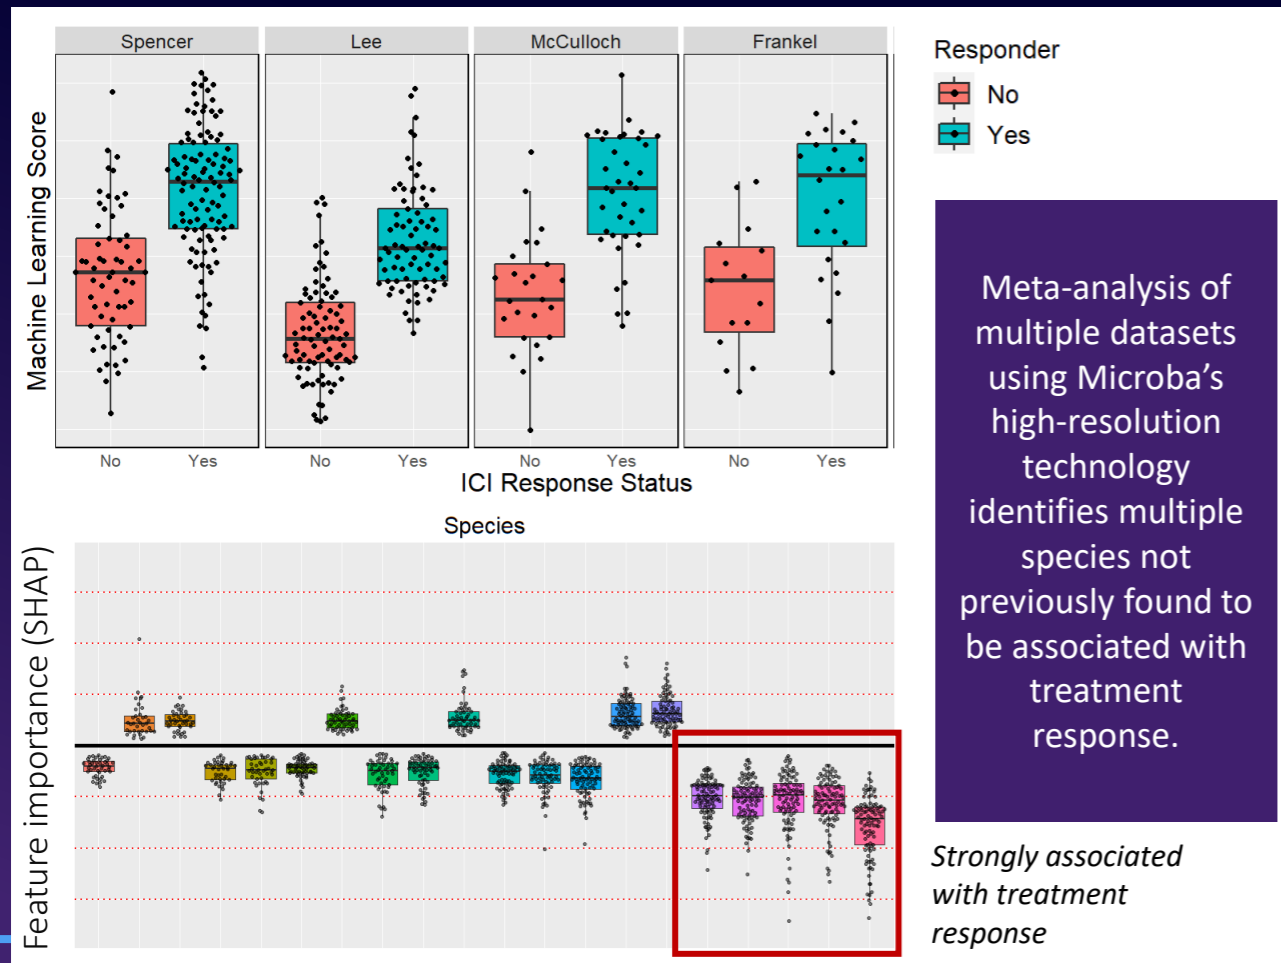 Spencer
Lee
McCulloch
Frankel
Machine Learning Score
No
Yes
No
Yes
No
Yes
No
Yes
ICI Response Status
Responder
No
Yes
Species
Feature importance (SHAP)
Meta-analysis of
multiple datasets
using Microba’s
high-resolution
technology
identifies multiple
species not
previously found to
be associated with
treatment
response.
Strongly associated
with treatment
response